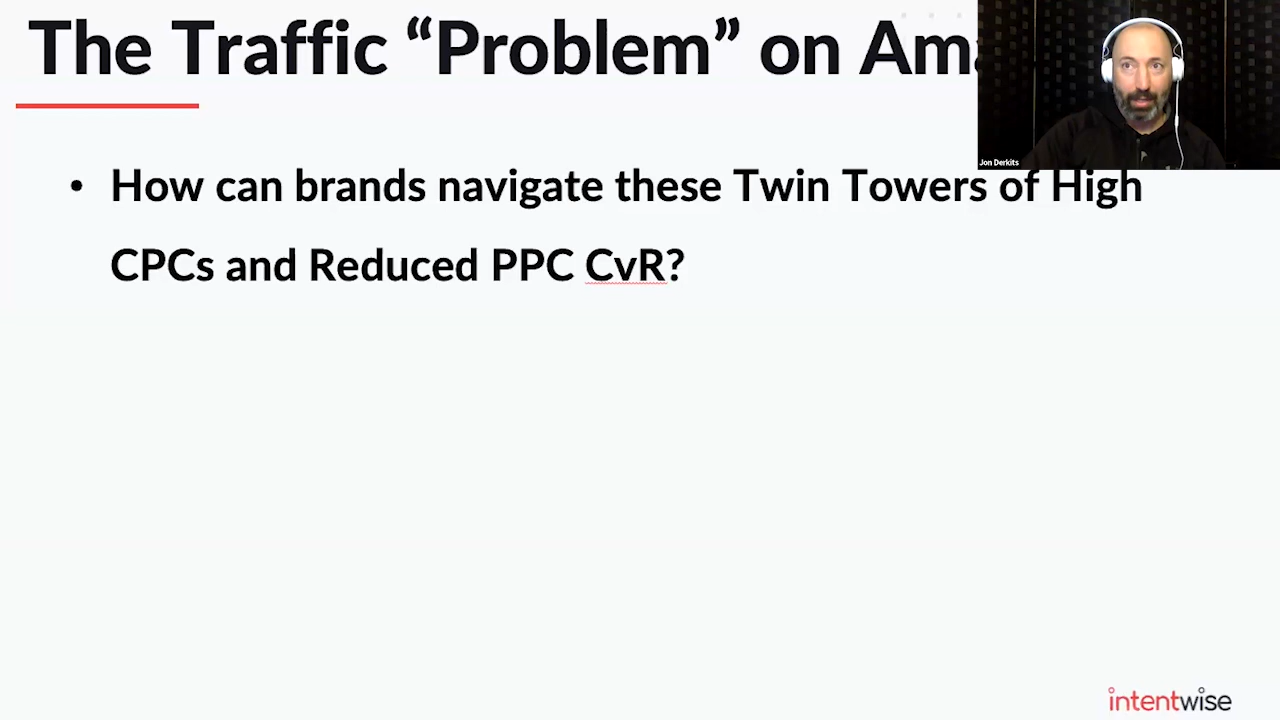 The Traffic “Problem” on Ama
Jon Derkits
• How can brands navigate these Twin Towers of High
CPCs and Reduced PPC CvR?
intentwise